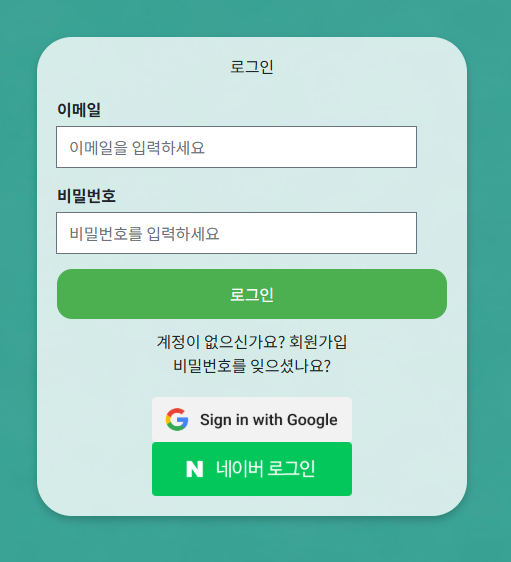 로그인
이메일
이메일을 입력하세요
비밀번호
비밀번호를 입력하세요
로그인
계정이 없으신가요? 회원가입
비밀번호를 잊으셨나요?
Sign in with Google
N 네이버 로그인